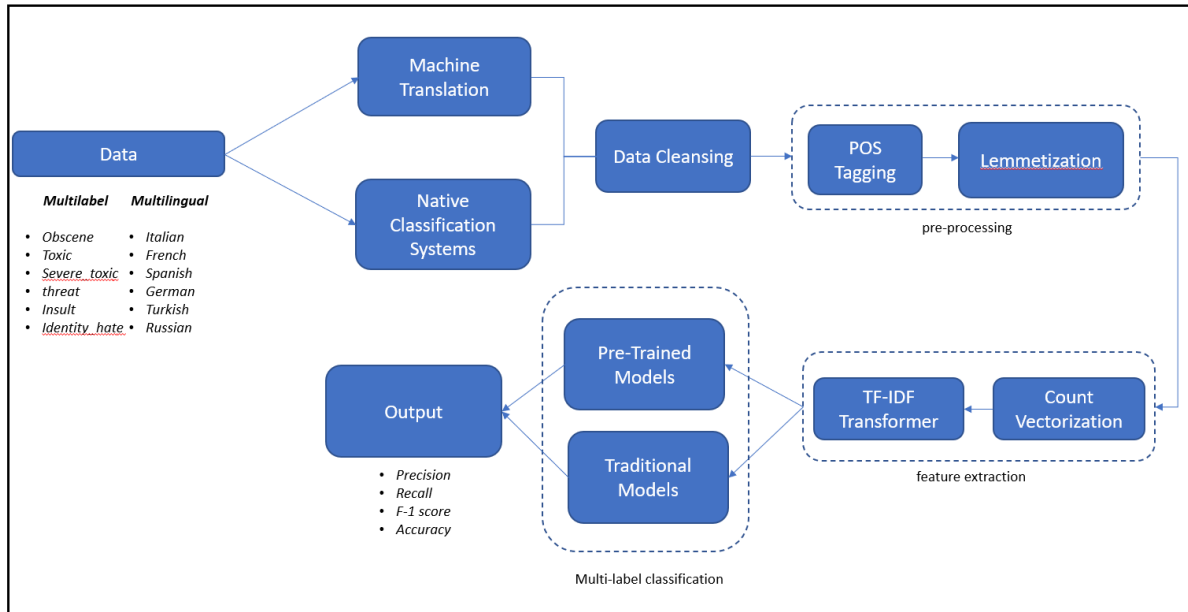 Machine
Translation
Data
Native
Classification
Systems
Data Cleansing
POS
Tagging
Lemmetization
pre-processing
Multilabel
• Obscene
• Toxic
• Severe_toxic
• threat
• Insult
• Identity_hate
Multilingual
• Italian
• French
• Spanish
• German
• Turkish
• Russian
Count
Vectorization
TF-IDF
Transformer
feature extraction
Pre-Trained
Models
Traditional
Models
Multi-label classification
Output
• Precision
• Recall
• F-1 score
• Accuracy